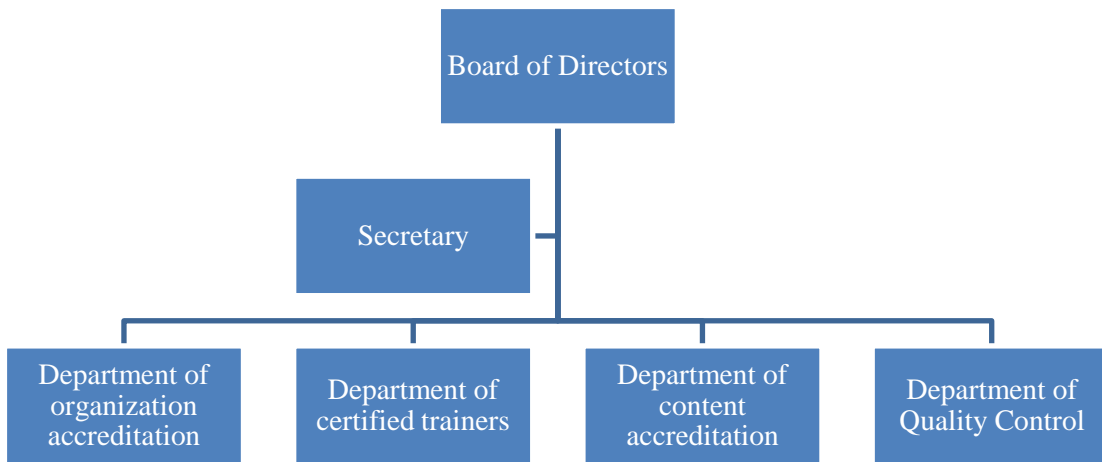 Board of Directors
Secretary
Department of
organization
accreditation
Department of
certified trainers
Department of
content
accreditation
Department of
Quality Control